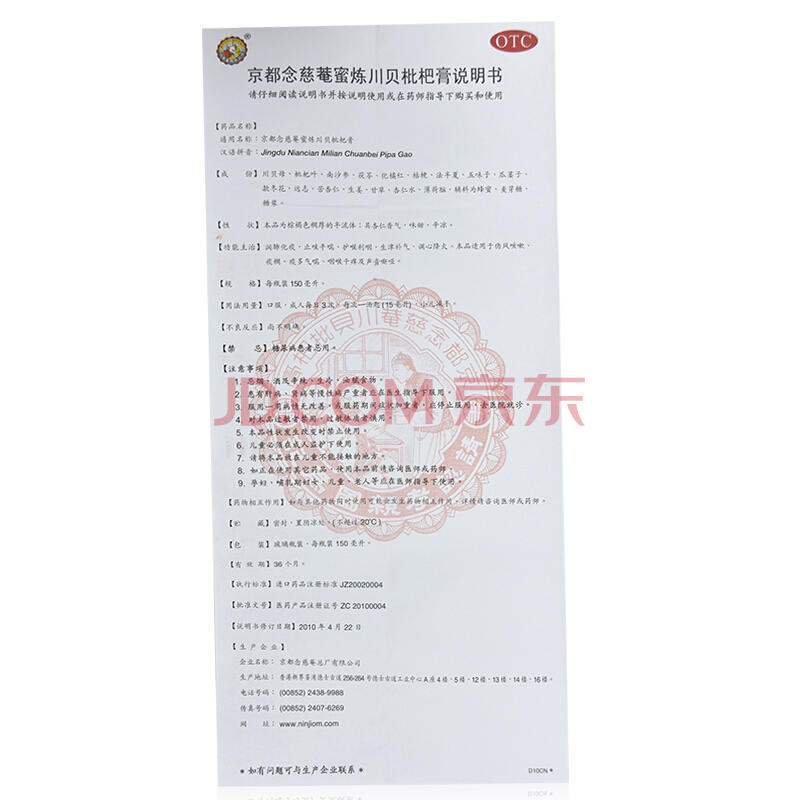 OTC
®
京都念慈菴蜜炼川贝枇杷膏说明书
请仔细阅读说明书并按说明使用或在药师指导下购买和使用
【药品名称】
通用名称：京都念慈菴蜜炼川贝枇杷膏
汉语拼音：Jingdu Niancian Milian Chuanbei Pipa Gao
【成 份】川贝母、枇杷叶、南沙参、茯苓、化橘红、桔梗、法半夏、五味子、瓜蒌子、
款冬花、远志、苦杏仁、生姜、甘草、杏仁水、薄荷脑，辅料为蜂蜜、麦芽糖、
糖浆。
【性 状】本品为棕褐色稠厚的半流体；具杏仁香气，味甜、辛凉。
【功能主治】润肺化痰、止咳平喘、护喉利咽、生津补气、调心降火。本品适用于伤风咳嗽、
痰稠、痰多气喘、咽喉干痒及声音嘶哑。
【规 格】每瓶装150毫升。
【用法用量】口服，成人每日3次，每次一汤匙(15毫升)，小儿减半。
【不良反应】尚不明确。
【禁 忌】糖尿病患者忌用。
【注意事项】
1. 忌烟、酒及辛辣、生冷、油腻食物。
2. 患有肝病、肾病等慢性病严重者应在医生指导下服用。
3. 服用一周病情无改善，或服药期间症状加重者，应停止服用，去医院就诊。
4. 对本品过敏者禁用，过敏体质者慎用。
5. 本品性状发生改变时禁止使用。
6. 儿童必须在成人监护下使用。
7. 请将本品放在儿童不能接触的地方。
8. 如正在使用其它药品，使用本品前请咨询医师或药师。
9. 孕妇、哺乳期妇女、儿童、老人等应在医师指导下使用。
JD.COM 京东
【药物相互作用】如与其他药物同时使用可能会发生药物相互作用，详情请咨询医师或药师。
【贮 藏】密封，置阴凉处。(不超过20℃)
【包 装】玻璃瓶装，每瓶装150毫升。
【有 效 期】36个月。
【执行标准】进口药品注册标准 JZ20020004
【批准文号】医药产品注册证号 ZC 20100004
【说明书修订日期】2010 年 4 月 22 日
【生 产 企 业】
企业名称：京都念慈菴总厂有限公司
生产地址：香港新界荃湾德士古道256-264号德士古道工业中心A座4楼、5楼、12楼、13楼、14楼、16楼。
电话号码：(00852) 2438-9988
传真号码：(00852) 2407-6269
网 址：www.ninjiom.com
* 如有问题可与生产企业联系 *
D10CN *